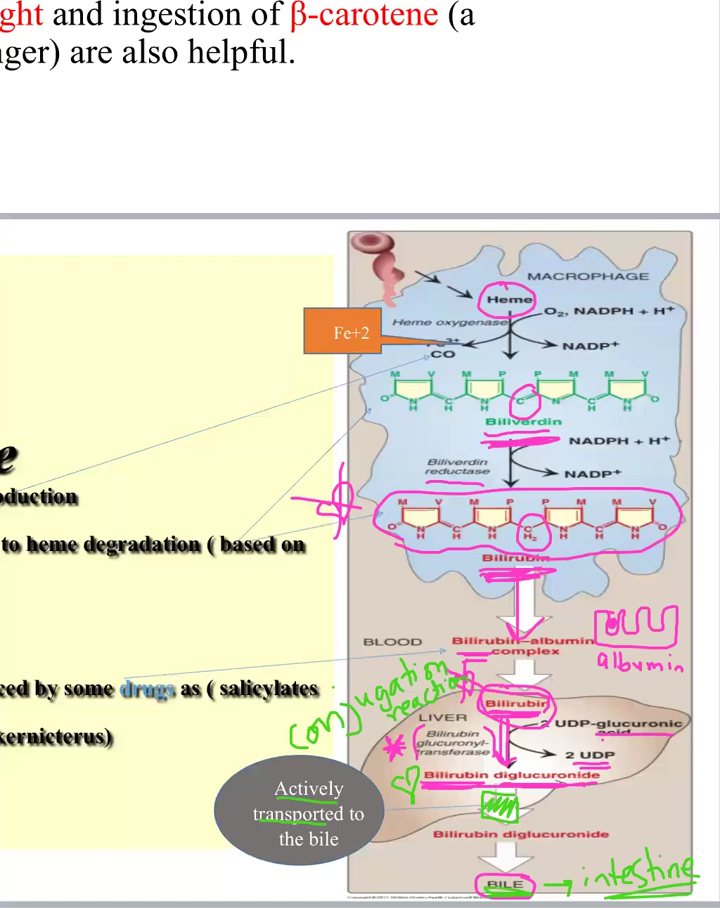 ght and ingestion of β-carotene (a
nger) are also helpful.
MACROPHAGE
Heme
O₂, NADPH + H⁺
Heme oxygenase
Fe+2
3+
CO
NADP⁺
M V M P P M M V
O N H C H N H C N C H N H O
Biliverdin
NADPH + H⁺
Biliverdin
reductase
NADP⁺
e
oduction
M V M P P M M V
O N H C H N H C H₂ N H C H N H O
to heme degradation ( based on
Bilirubin
BLOOD
Bilirubin–albumin
complex
albumin
conjugation
reaction
ced by some drugs as ( salicylates
Bilirubin
LIVER
2 UDP-glucuronic
acid
kernicterus)
Bilirubin
glucuronyl-
transferase
2 UDP
Bilirubin diglucuronide
Actively
transported to
the bile
Bilirubin diglucuronide
BILE → intestine